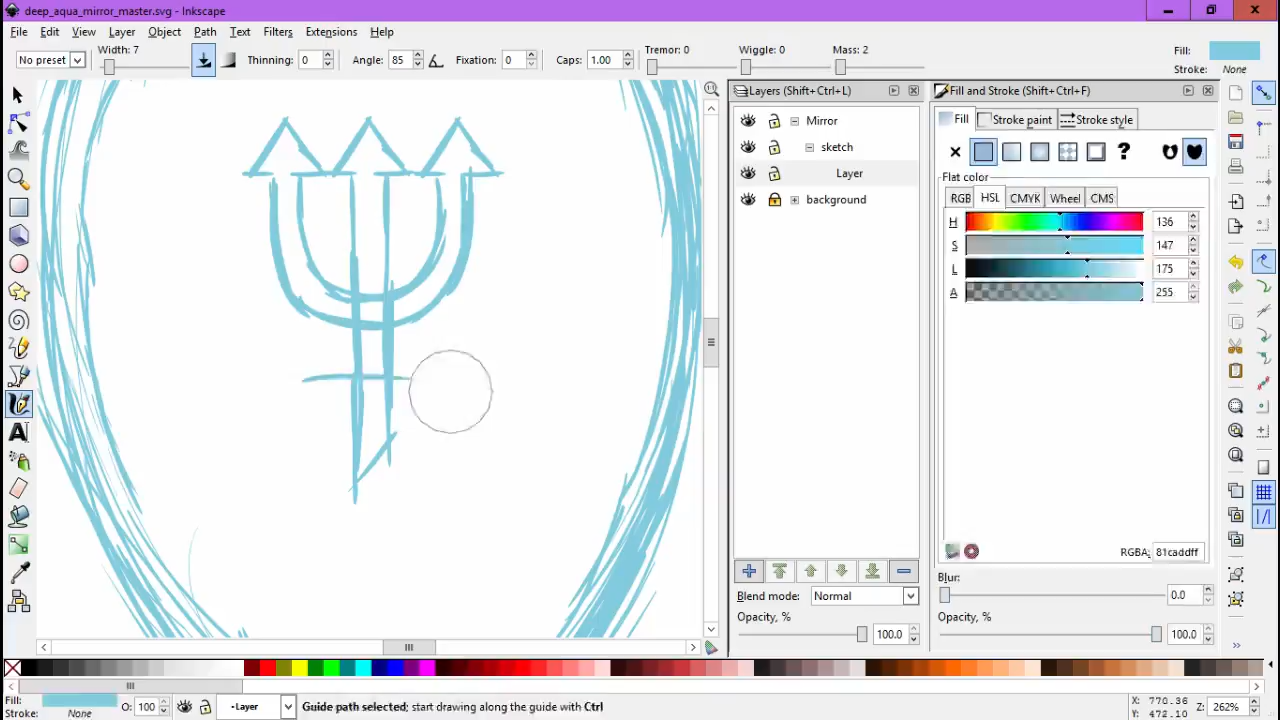 deep_aqua_mirror_master.svg - Inkscape
File Edit View Layer Object Path Text Filters Extensions Help
No preset Width: 7 Thinning: 0 Angle: 85 Fixation: 0 Caps: 1.00 Tremor: 0 Wiggle: 0 Mass: 2 Fill: Stroke: None
Layers (Shift+Ctrl+L) Fill and Stroke (Shift+Ctrl+F)
Mirror
sketch
Layer
background
Fill Stroke paint Stroke style
?
Flat color
RGB HSL CMYK Wheel CMS
H 136
S 147
L 175
A 255
RGBA: 81caddff
Blur:
0.0
Blend mode: Normal
Opacity, %
100.0
Opacity, %
100.0
Fill: Stroke: None O: 100 Layer Guide path selected; start drawing along the guide with Ctrl X: 770.36 Y: 472.10 Z: 262%